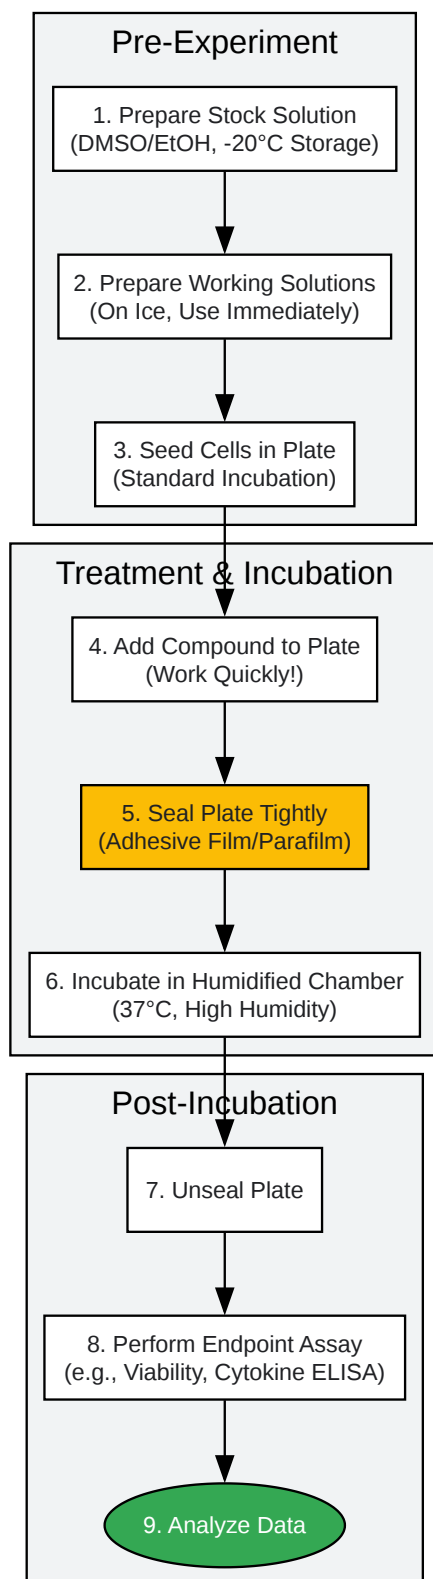 Pre-Experiment
1. Prepare Stock Solution
(DMSO/EtOH, -20°C Storage)
2. Prepare Working Solutions
(On Ice, Use Immediately)
3. Seed Cells in Plate
(Standard Incubation)
Treatment & Incubation
4. Add Compound to Plate
(Work Quickly!)
5. Seal Plate Tightly
(Adhesive Film/Parafilm)
6. Incubate in Humidified Chamber
(37°C, High Humidity)
Post-Incubation
7. Unseal Plate
8. Perform Endpoint Assay
(e.g., Viability, Cytokine ELISA)
9. Analyze Data